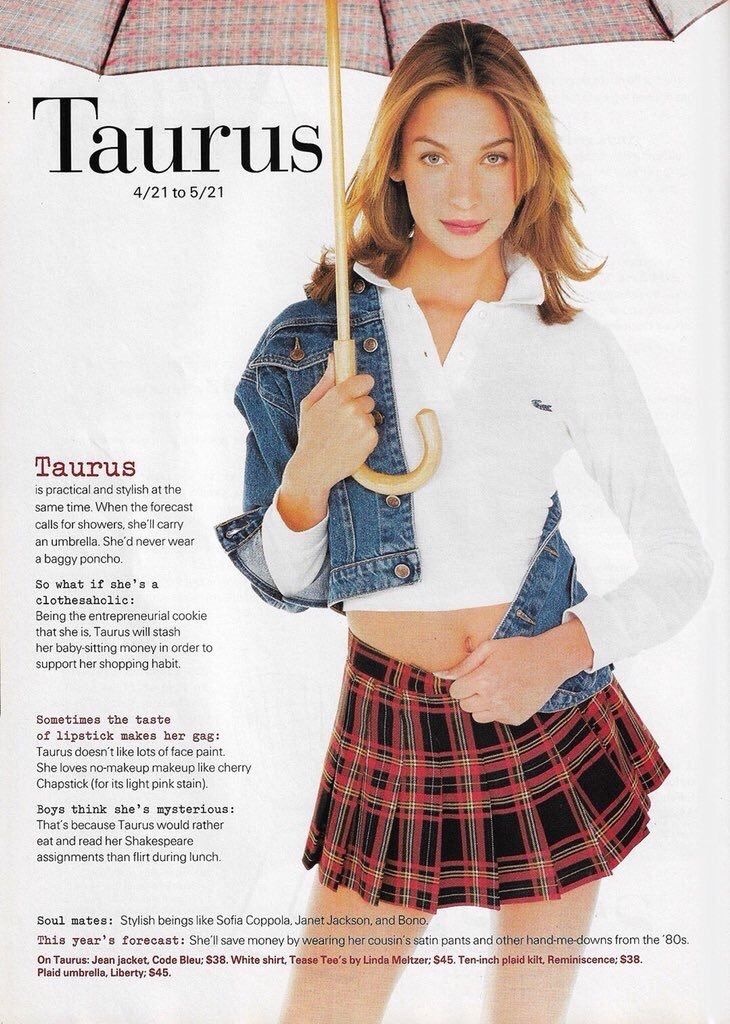 Taurus
4/21 to 5/21
Taurus
is practical and stylish at the
same time. When the forecast
calls for showers, she'll carry
an umbrella. She'd never wear
a baggy poncho.
So what if she's a
clothesaholic:
Being the entrepreneurial cookie
that she is, Taurus will stash
her baby-sitting money in order to
support her shopping habit.
Sometimes the taste
of lipstick makes her gag:
Taurus doesn't like lots of face paint.
She loves no-makeup makeup like cherry
Chapstick (for its light pink stain).
Boys think she's mysterious:
That's because Taurus would rather
eat and read her Shakespeare
assignments than flirt during lunch.
Soul mates: Stylish beings like Sofia Coppola, Janet Jackson, and Bono.
This year's forecast: She'll save money by wearing her cousin's satin pants and other hand-me-downs from the '80s.
On Taurus: Jean jacket, Code Bleu; $38. White shirt, Tease Tee's by Linda Meltzer; $45. Ten-inch plaid kilt, Reminiscence; $38.
Plaid umbrella, Liberty; $45.